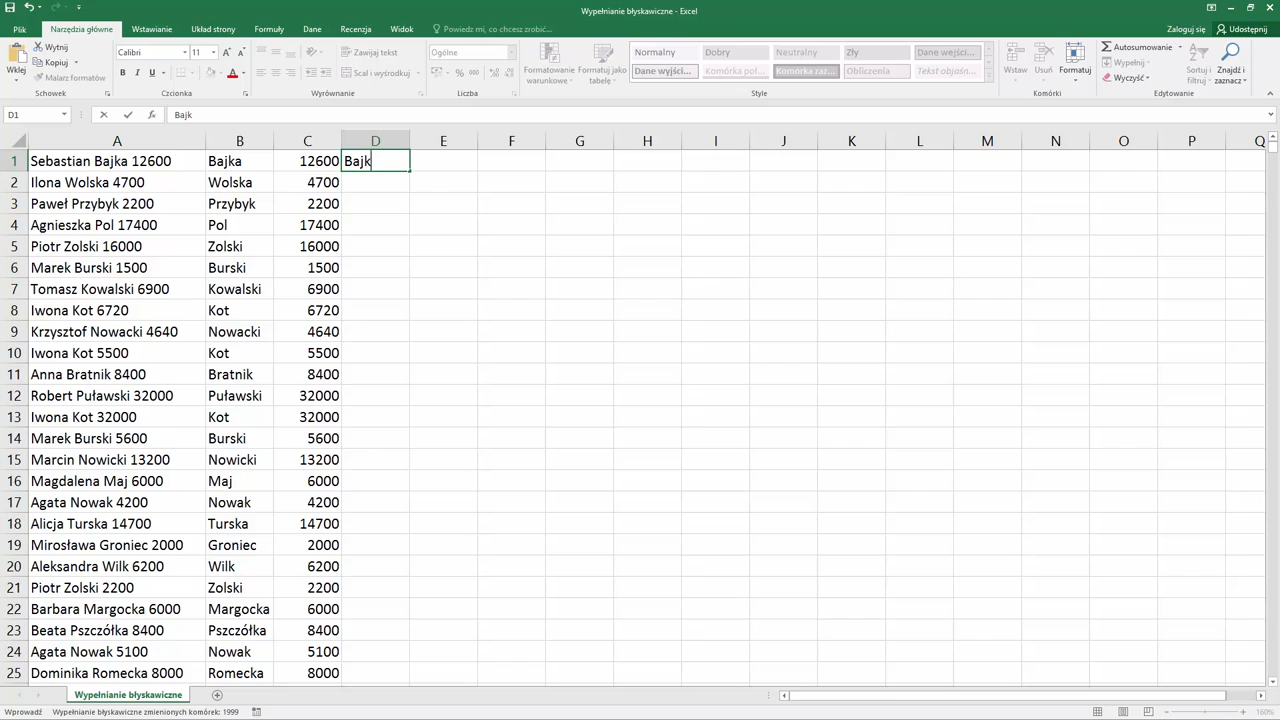 Wypełnianie błyskawiczne - Excel
Plik Narzędzia główne Wstawianie Układ strony Formuły Dane Recenzja Widok Powiedz mi, co chcesz zrobić... Zaloguj się Udostępnij
Wklej Wytnij Kopiuj Malarz formatów Schowek
Calibri 11 B I U Czcionka
Zawijaj tekst Scal i wyśrodkuj Wyrównanie
Ogólne % 000 Liczba
Formatowanie warunkowe Formatuj jako tabelę
Normalny Dobry Neutralny Zły Dane wejści...
Dane wyjści... Komórka poł... Komórka zaz... Obliczenia Tekst objaśn...
Style
Wstaw Usuń Formatuj Komórki
Autosumowanie Wypełnij Wyczyść Sortuj i filtruj Znajdź i zaznacz Edytowanie
D1 fx Bajk
A B C D E F G H I J K L M N O P Q
1 Sebastian Bajka 12600 Bajka 12600 Bajk
2 Ilona Wolska 4700 Wolska 4700
3 Paweł Przybyk 2200 Przybyk 2200
4 Agnieszka Pol 17400 Pol 17400
5 Piotr Zolski 16000 Zolski 16000
6 Marek Burski 1500 Burski 1500
7 Tomasz Kowalski 6900 Kowalski 6900
8 Iwona Kot 6720 Kot 6720
9 Krzysztof Nowacki 4640 Nowacki 4640
10 Iwona Kot 5500 Kot 5500
11 Anna Bratnik 8400 Bratnik 8400
12 Robert Puławski 32000 Puławski 32000
13 Iwona Kot 32000 Kot 32000
14 Marek Burski 5600 Burski 5600
15 Marcin Nowicki 13200 Nowicki 13200
16 Magdalena Maj 6000 Maj 6000
17 Agata Nowak 4200 Nowak 4200
18 Alicja Turska 14700 Turska 14700
19 Mirosława Groniec 2000 Groniec 2000
20 Aleksandra Wilk 6200 Wilk 6200
21 Piotr Zolski 2200 Zolski 2200
22 Barbara Margocka 6000 Margocka 6000
23 Beata Pszczółka 8400 Pszczółka 8400
24 Agata Nowak 5100 Nowak 5100
25 Dominika Romecka 8000 Romecka 8000
Wypełnianie błyskawiczne
Wprowadź Wypełnianie błyskawiczne zmienionych komórek: 1999 160%